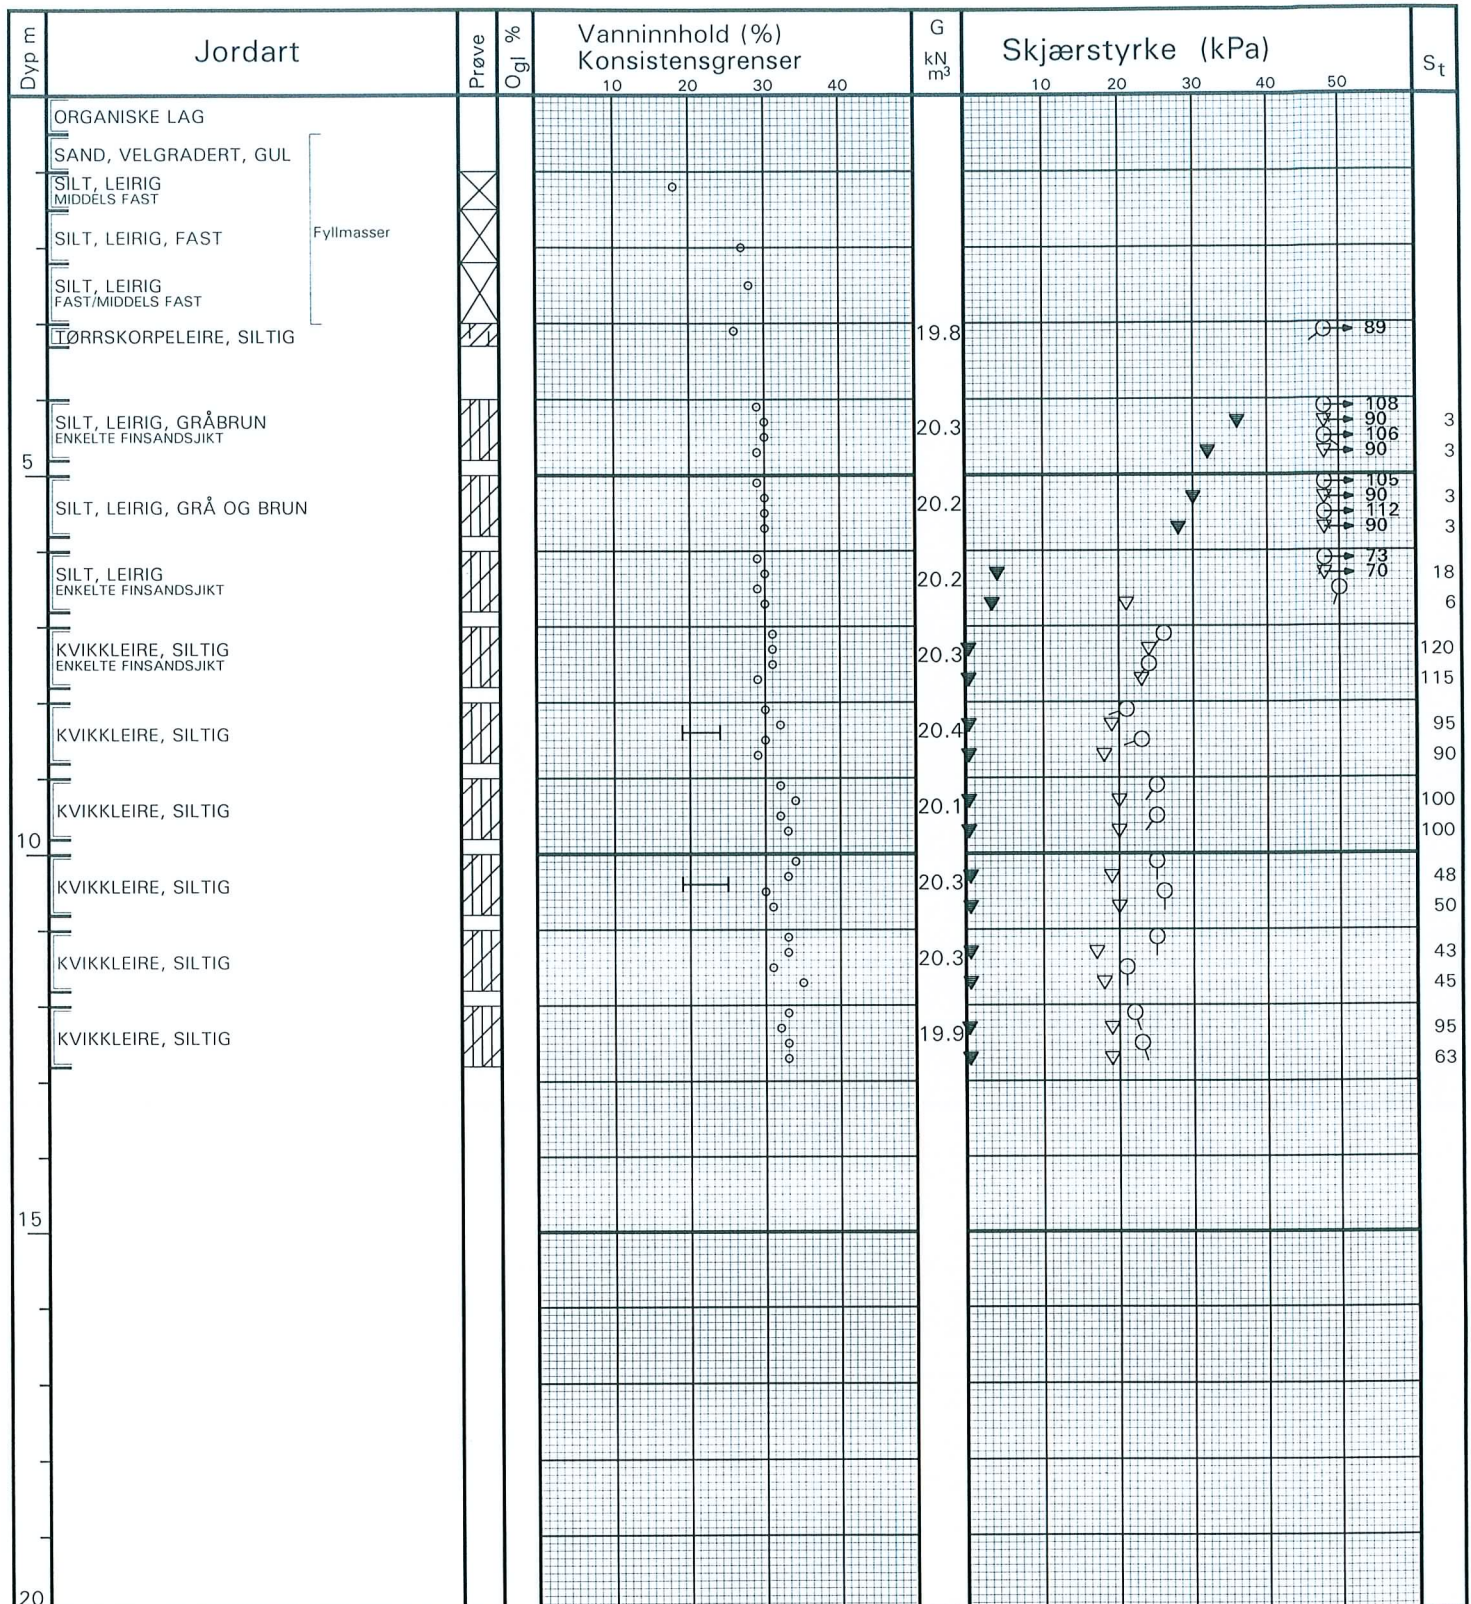 Dyp m
Jordart
Prøve
Ogl %
Vanninnhold (%)
Konsistensgrenser
10 20 30 40
G
kN
m³
Skjærstyrke (kPa)
10 20 30 40 50
St
ORGANISKE LAG
SAND, VELGRADERT, GUL
SILT, LEIRIG
MIDDELS FAST
SILT, LEIRIG, FAST
Fyllmasser
SILT, LEIRIG
FAST/MIDDELS FAST
TØRRSKORPELEIRE, SILTIG
19.8
89
SILT, LEIRIG, GRÅBRUN
ENKELTE FINSANDSJIKT
20.3
108
90 3
106
90 3
5
SILT, LEIRIG, GRÅ OG BRUN
20.2
105
90 3
112
90 3
SILT, LEIRIG
ENKELTE FINSANDSJIKT
20.2
73
70 18
6
KVIKKLEIRE, SILTIG
ENKELTE FINSANDSJIKT
20.3
120
115
KVIKKLEIRE, SILTIG
20.4
95
90
KVIKKLEIRE, SILTIG
20.1
100
100
10
KVIKKLEIRE, SILTIG
20.3
48
50
KVIKKLEIRE, SILTIG
20.3
43
45
KVIKKLEIRE, SILTIG
19.9
95
63
15
20